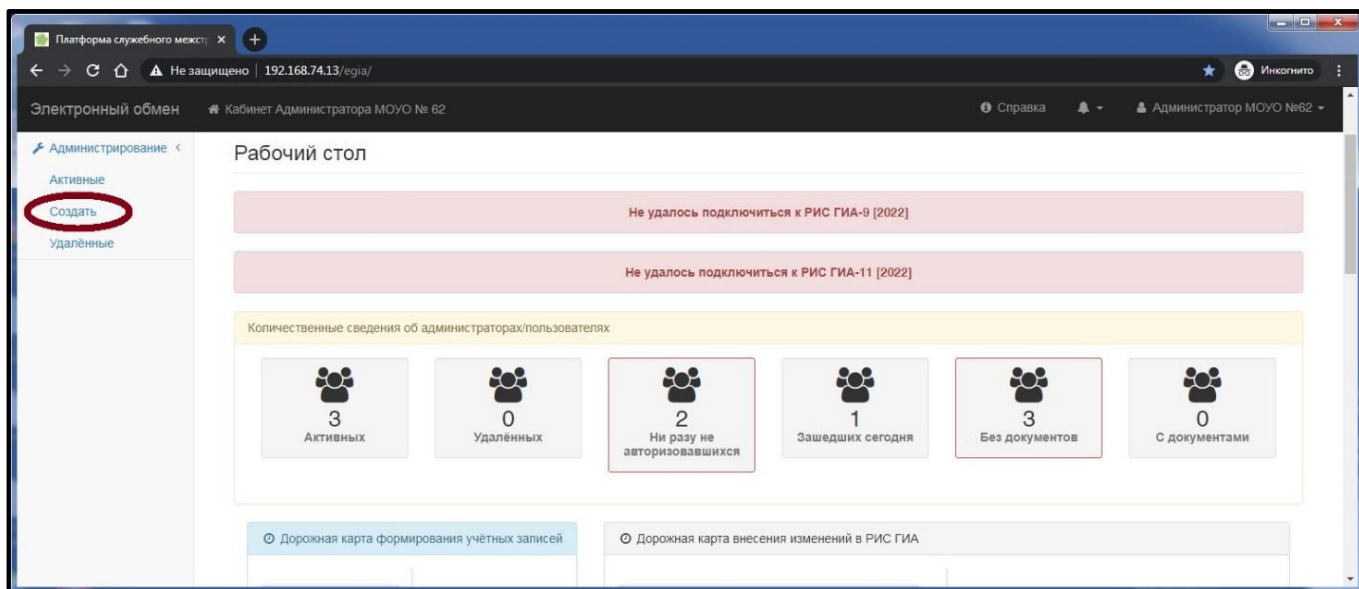 Платформа служебного межст
Не защищено | 192.168.74.13/egia/
Инкогнито
Электронный обмен
Кабинет Администратора МОУО № 62
Справка
Администратор МОУО №62
Администрирование
Активные
Создать
Удалённые
Рабочий стол
Не удалось подключиться к РИС ГИА-9 [2022]
Не удалось подключиться к РИС ГИА-11 [2022]
Количественные сведения об администраторах/пользователях
3
Активных
0
Удалённых
2
Ни разу не
авторизовавшихся
1
Зашедших сегодня
3
Без документов
0
С документами
Дорожная карта формирования учётных записей
Дорожная карта внесения изменений в РИС ГИА